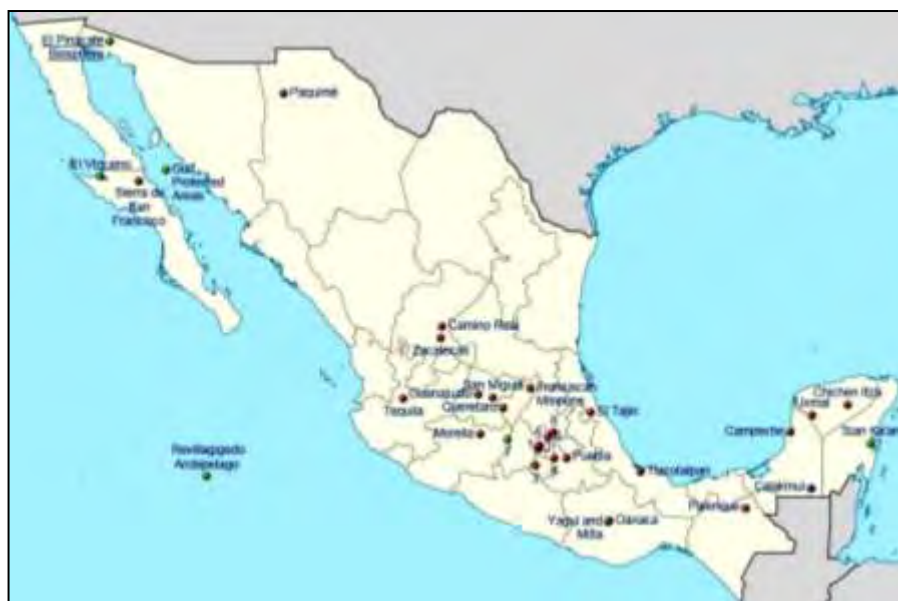 El Pinacate
Biosphere
Paquimé
El Vizcaino
Gulf
Protected
Areas
Sierra de
San
Francisco
Camino Real
Zacatecas
San Miguel
Franciscan
Missions
Guanajuato
Tequila
Queretaro
El Tajin
Morelia
Puebla
Tlacotalpan
Revillagigedo
Archipelago
Yagul and
Mitla
Oaxaca
Chichen Itza
Uxmal
Campeche
Sian Ka'an
Calakmul
Palenque